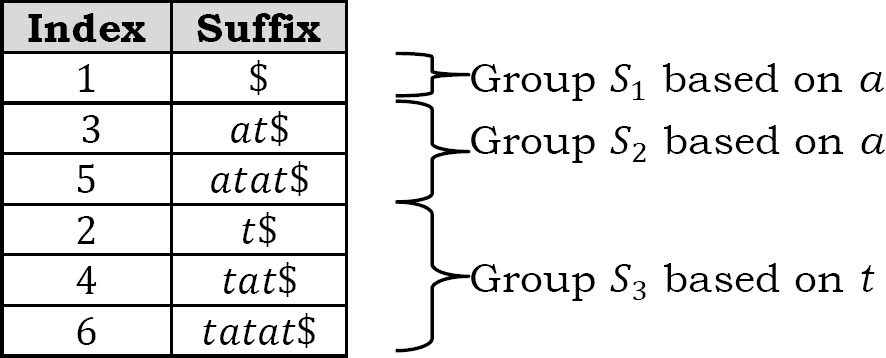 Index Suffix
1 $ Group S₁ based on a
3 at$ Group S₂ based on a
5 atat$
2 t$
4 tat$ Group S₃ based on t
6 tatat$